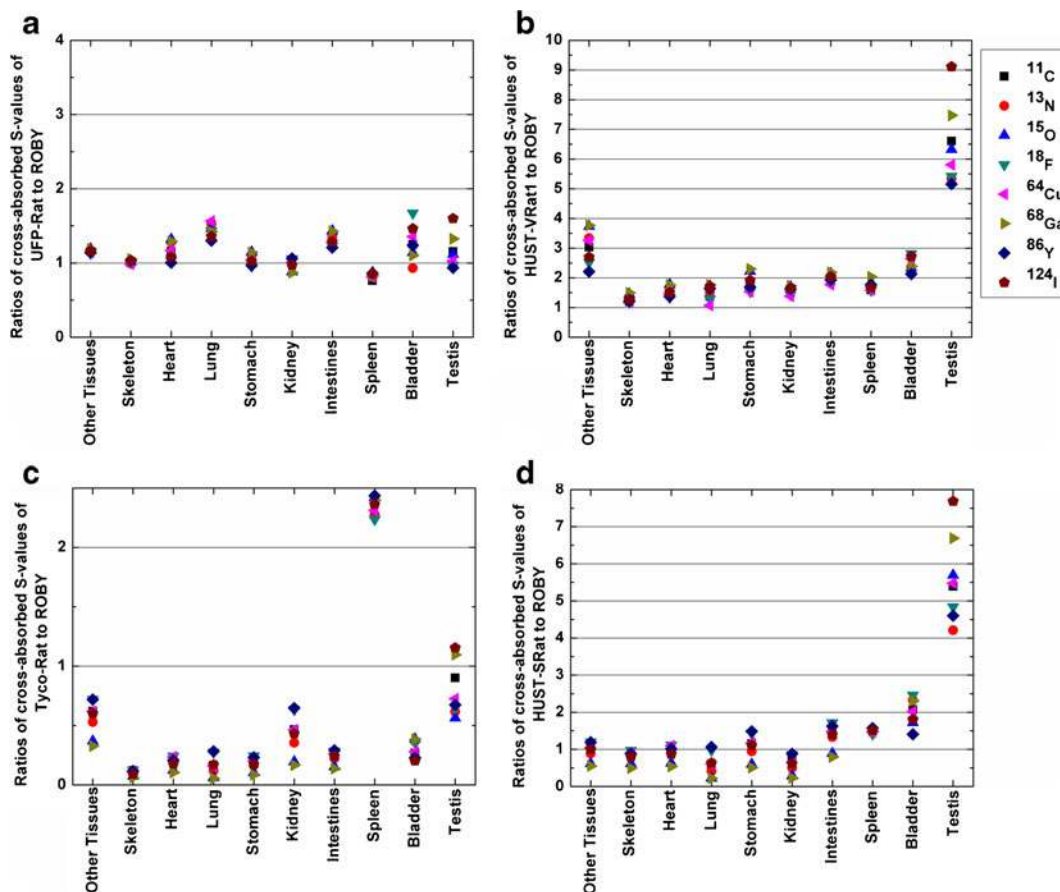 a
Ratios of cross-absorbed S-values of
UFP-Rat to ROBY
4
3
2
1
0
Other Tissues
Skeleton
Heart
Lung
Stomach
Kidney
Intestines
Spleen
Bladder
Testis
b
Ratios of cross-absorbed S-values of
HUST-VRat1 to ROBY
10
9
8
7
6
5
4
3
2
1
0
Other Tissues
Skeleton
Heart
Lung
Stomach
Kidney
Intestines
Spleen
Bladder
Testis
11C
13N
15O
18F
64Cu
68Ga
86Y
124I
c
Ratios of cross-absorbed S-values of
Tyco-Rat to ROBY
2
1
0
Other Tissues
Skeleton
Heart
Lung
Stomach
Kidney
Intestines
Spleen
Bladder
Testis
d
Ratios of cross-absorbed S-values of
HUST-SRat to ROBY
8
7
6
5
4
3
2
1
0
Other Tissues
Skeleton
Heart
Lung
Stomach
Kidney
Intestines
Spleen
Bladder
Testis